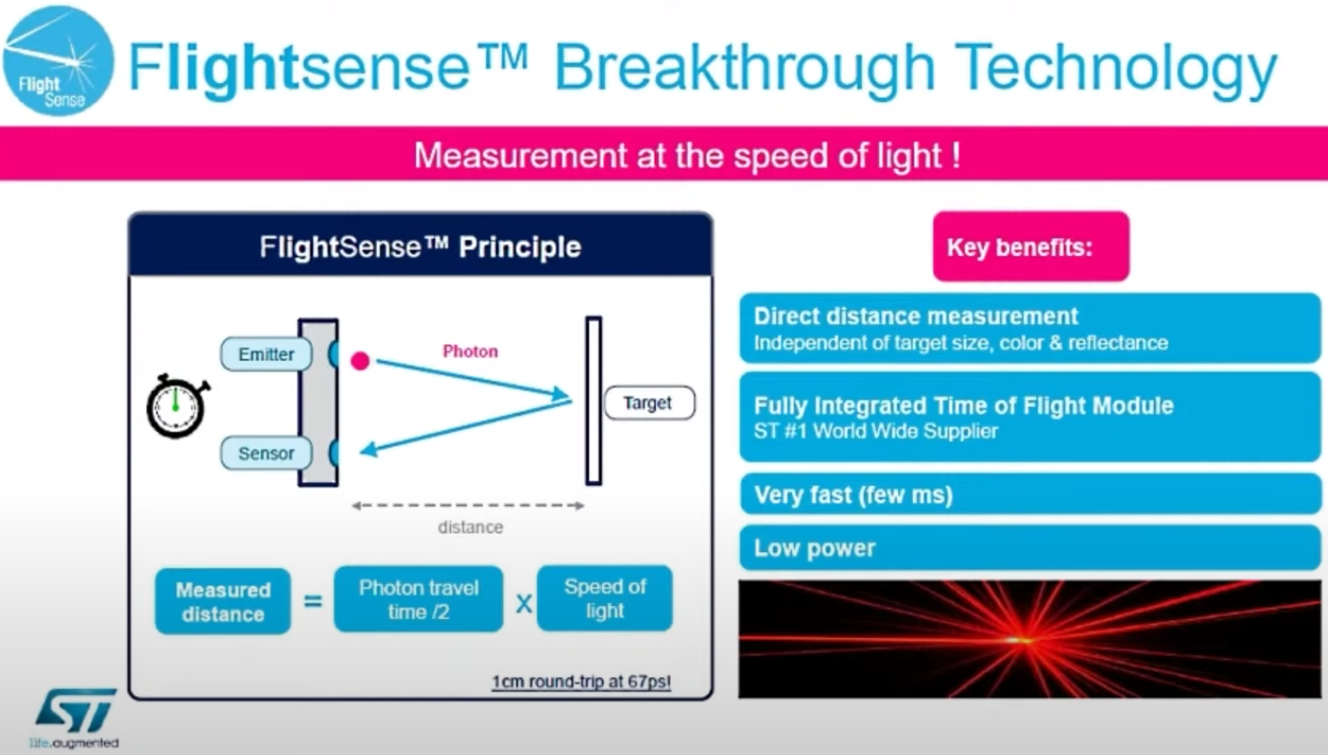 Flight
Sense
Flightsense™ Breakthrough Technology
Measurement at the speed of light !
FlightSense™ Principle
Emitter
Photon
Target
Sensor
distance
Measured
distance
=
Photon travel
time /2
x
Speed of
light
1cm round-trip at 67ps!
Key benefits:
Direct distance measurement
Independent of target size, color & reflectance
Fully Integrated Time of Flight Module
ST #1 World Wide Supplier
Very fast (few ms)
Low power
ST
life.augmented